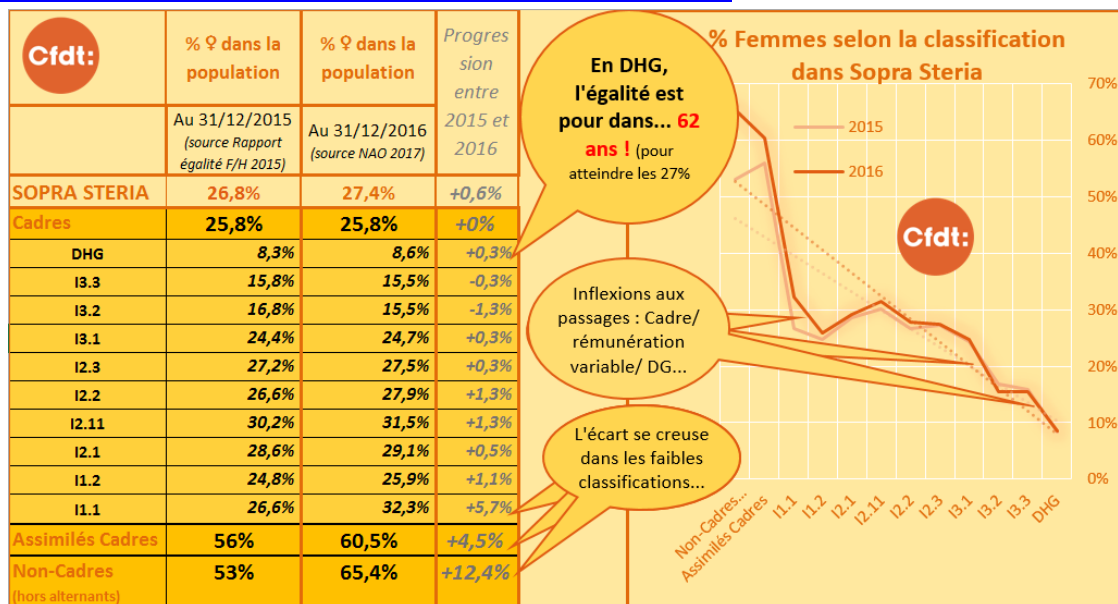 Cfdt:
% ♀ dans la population
% ♀ dans la population
Progres
sion
entre
2015 et
2016
Au 31/12/2015
(source Rapport
égalité F/H 2015)
Au 31/12/2016
(source NAO 2017)
SOPRA STERIA 26,8% 27,4% +0,6%
Cadres 25,8% 25,8% +0%
DHG 8,3% 8,6% +0,3%
I3.3 15,8% 15,5% -0,3%
I3.2 16,8% 15,5% -1,3%
I3.1 24,4% 24,7% +0,3%
I2.3 27,2% 27,5% +0,3%
I2.2 26,6% 27,9% +1,3%
I2.11 30,2% 31,5% +1,3%
I2.1 28,6% 29,1% +0,5%
I1.2 24,8% 25,9% +1,1%
I1.1 26,6% 32,3% +5,7%
Assimilés Cadres 56% 60,5% +4,5%
Non-Cadres 53% 65,4% +12,4%
(hors alternants)
En DHG,
l'égalité est
pour dans... 62
ans ! (pour
atteindre les 27%
Inflexions aux
passages : Cadre/
rémunération
variable/ DG...
L'écart se creuse
dans les faibles
classifications...
% Femmes selon la classification
dans Sopra Steria
2015
2016
Cfdt:
70%
60%
50%
40%
30%
20%
10%
0%
Non-Cadres...
Assimilés Cadres
I1.1
I1.2
I2.1
I2.11
I2.2
I2.3
I3.1
I3.2
I3.3
DHG